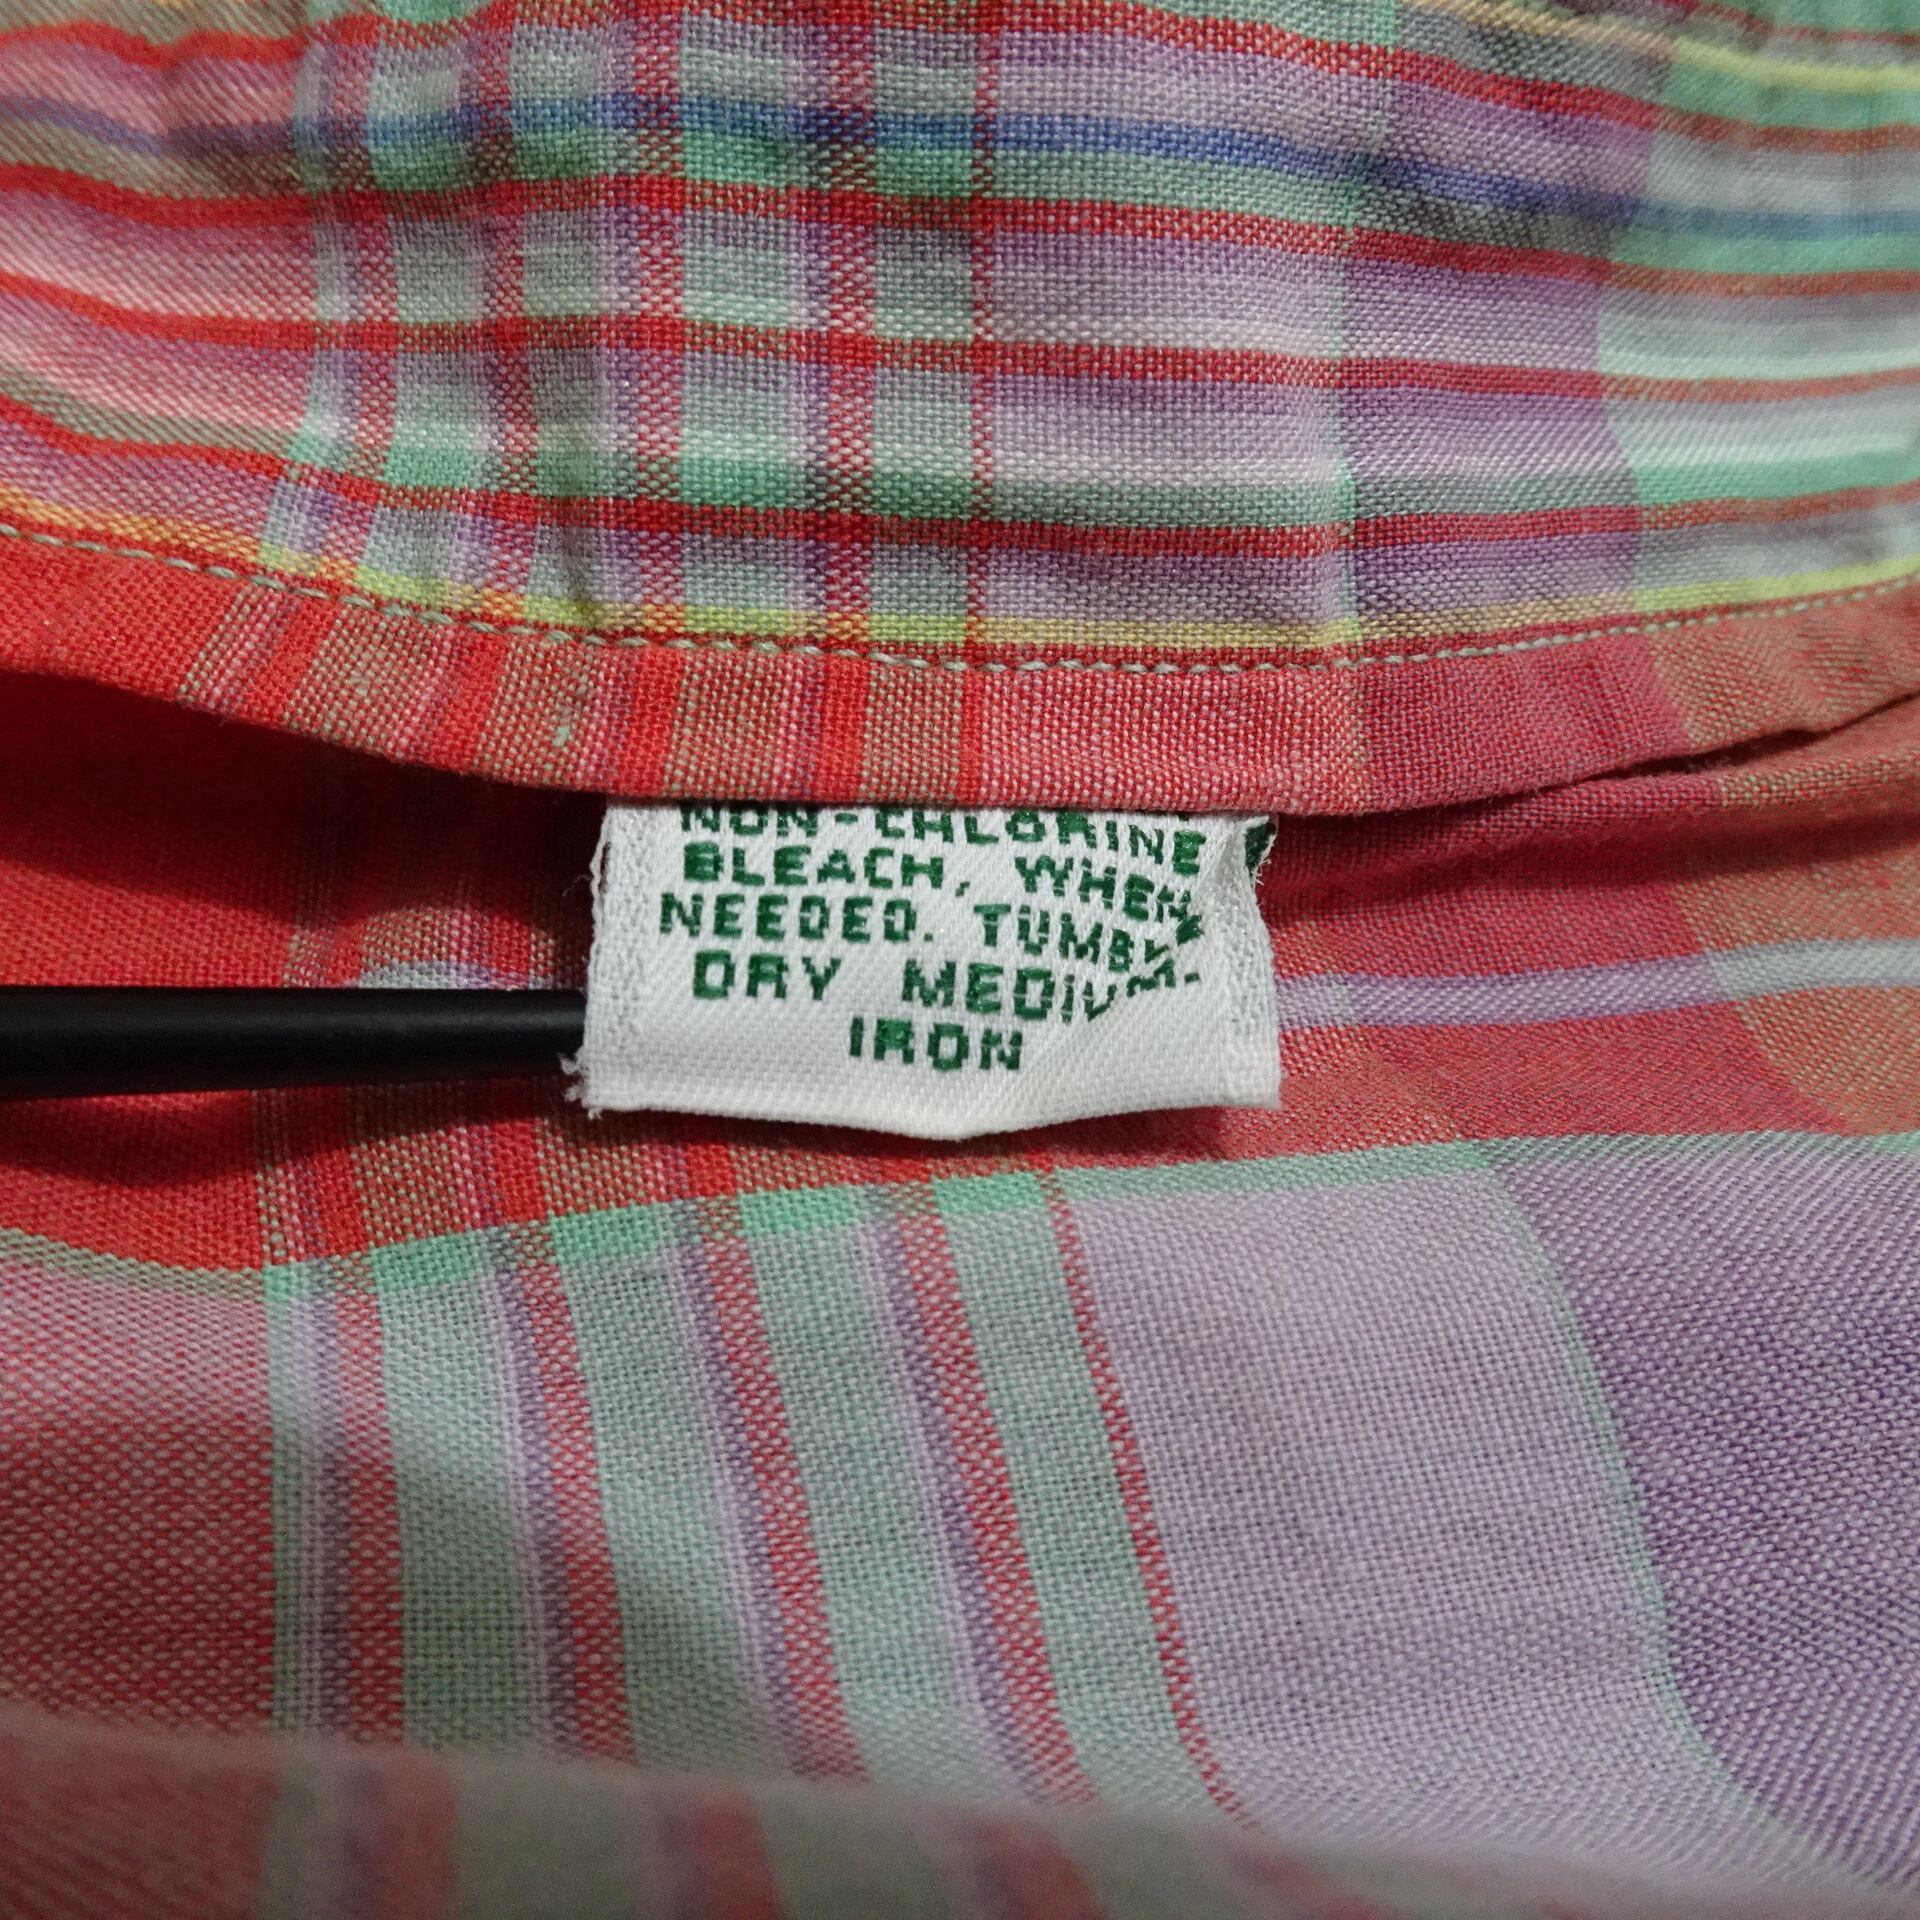 NON-CHLORINE
BLEACH, WHEN
NEEDED. TUMBLE
DRY MEDIUM.
IRON